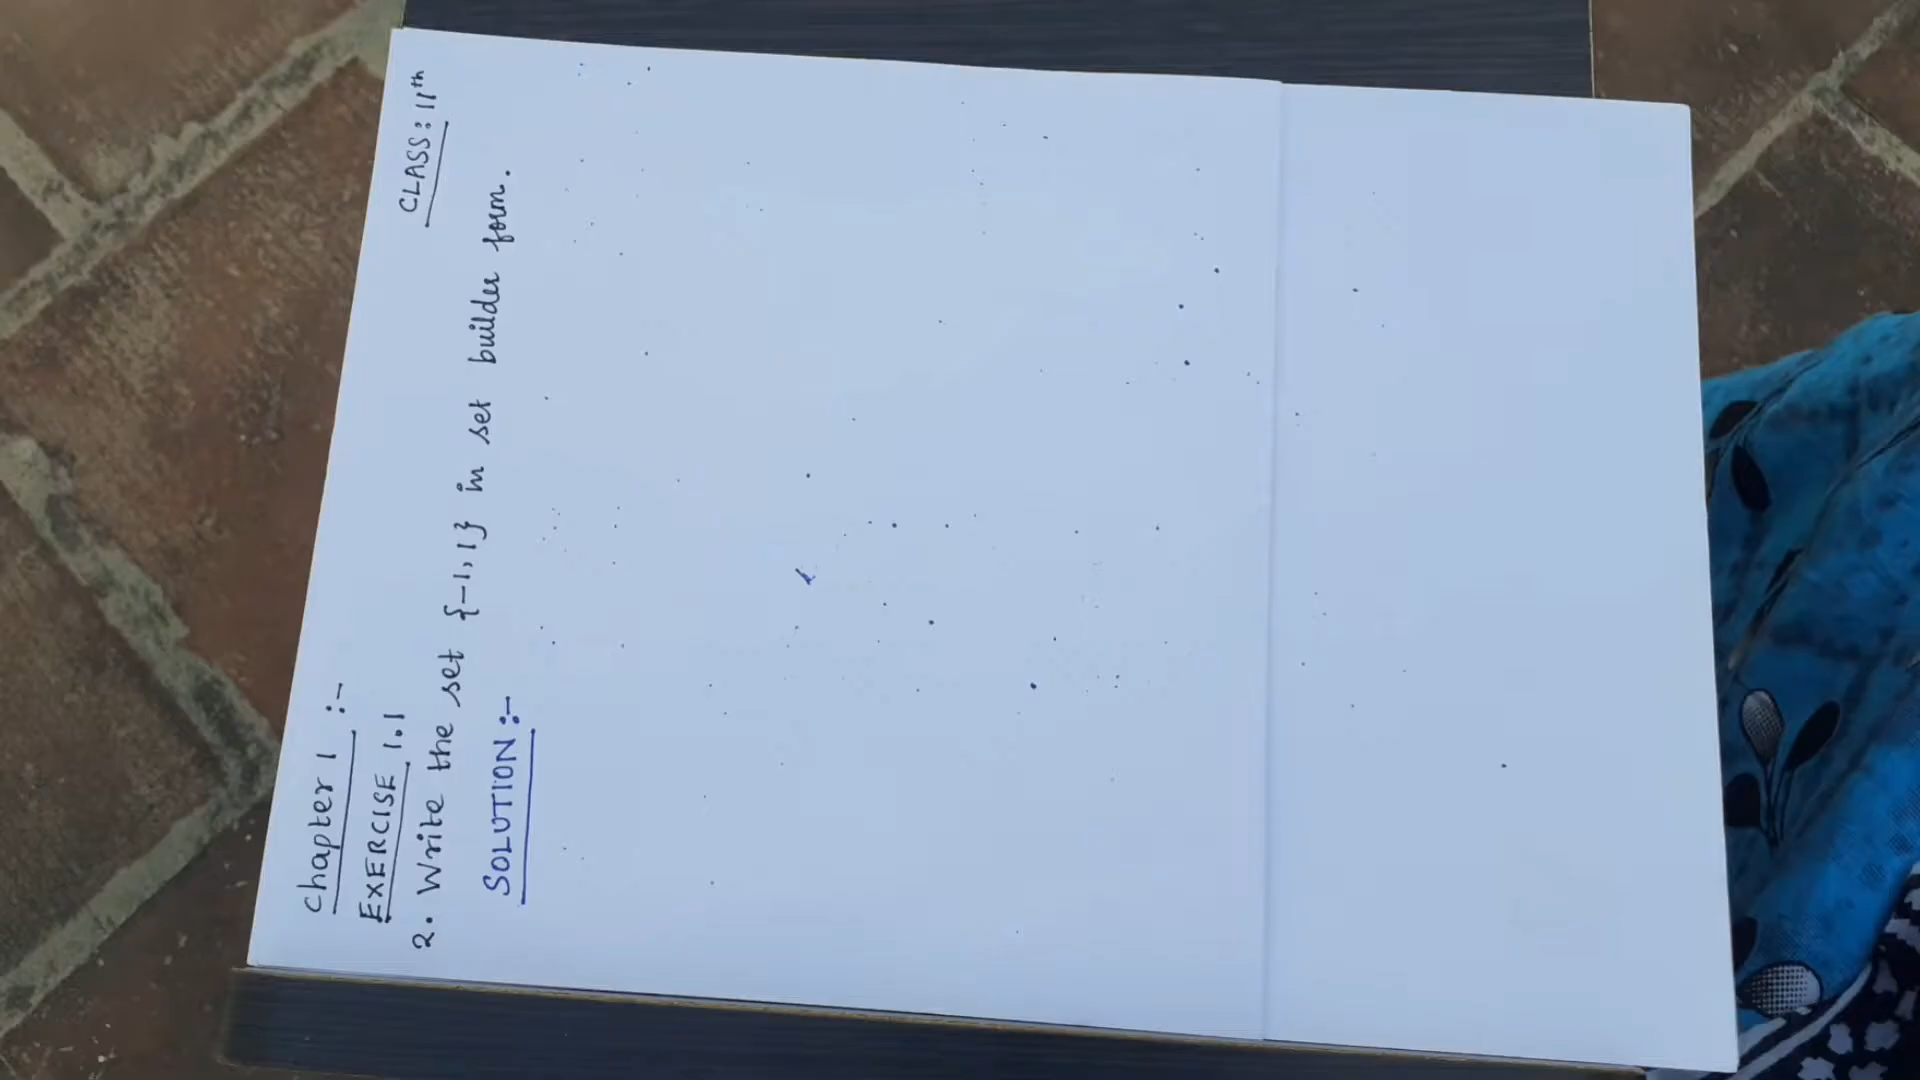 CLASS: 11th
Chapter 1 :-
EXERCISE 1.1
2. Write the set {-1,1} in set builder form.
SOLUTION :-